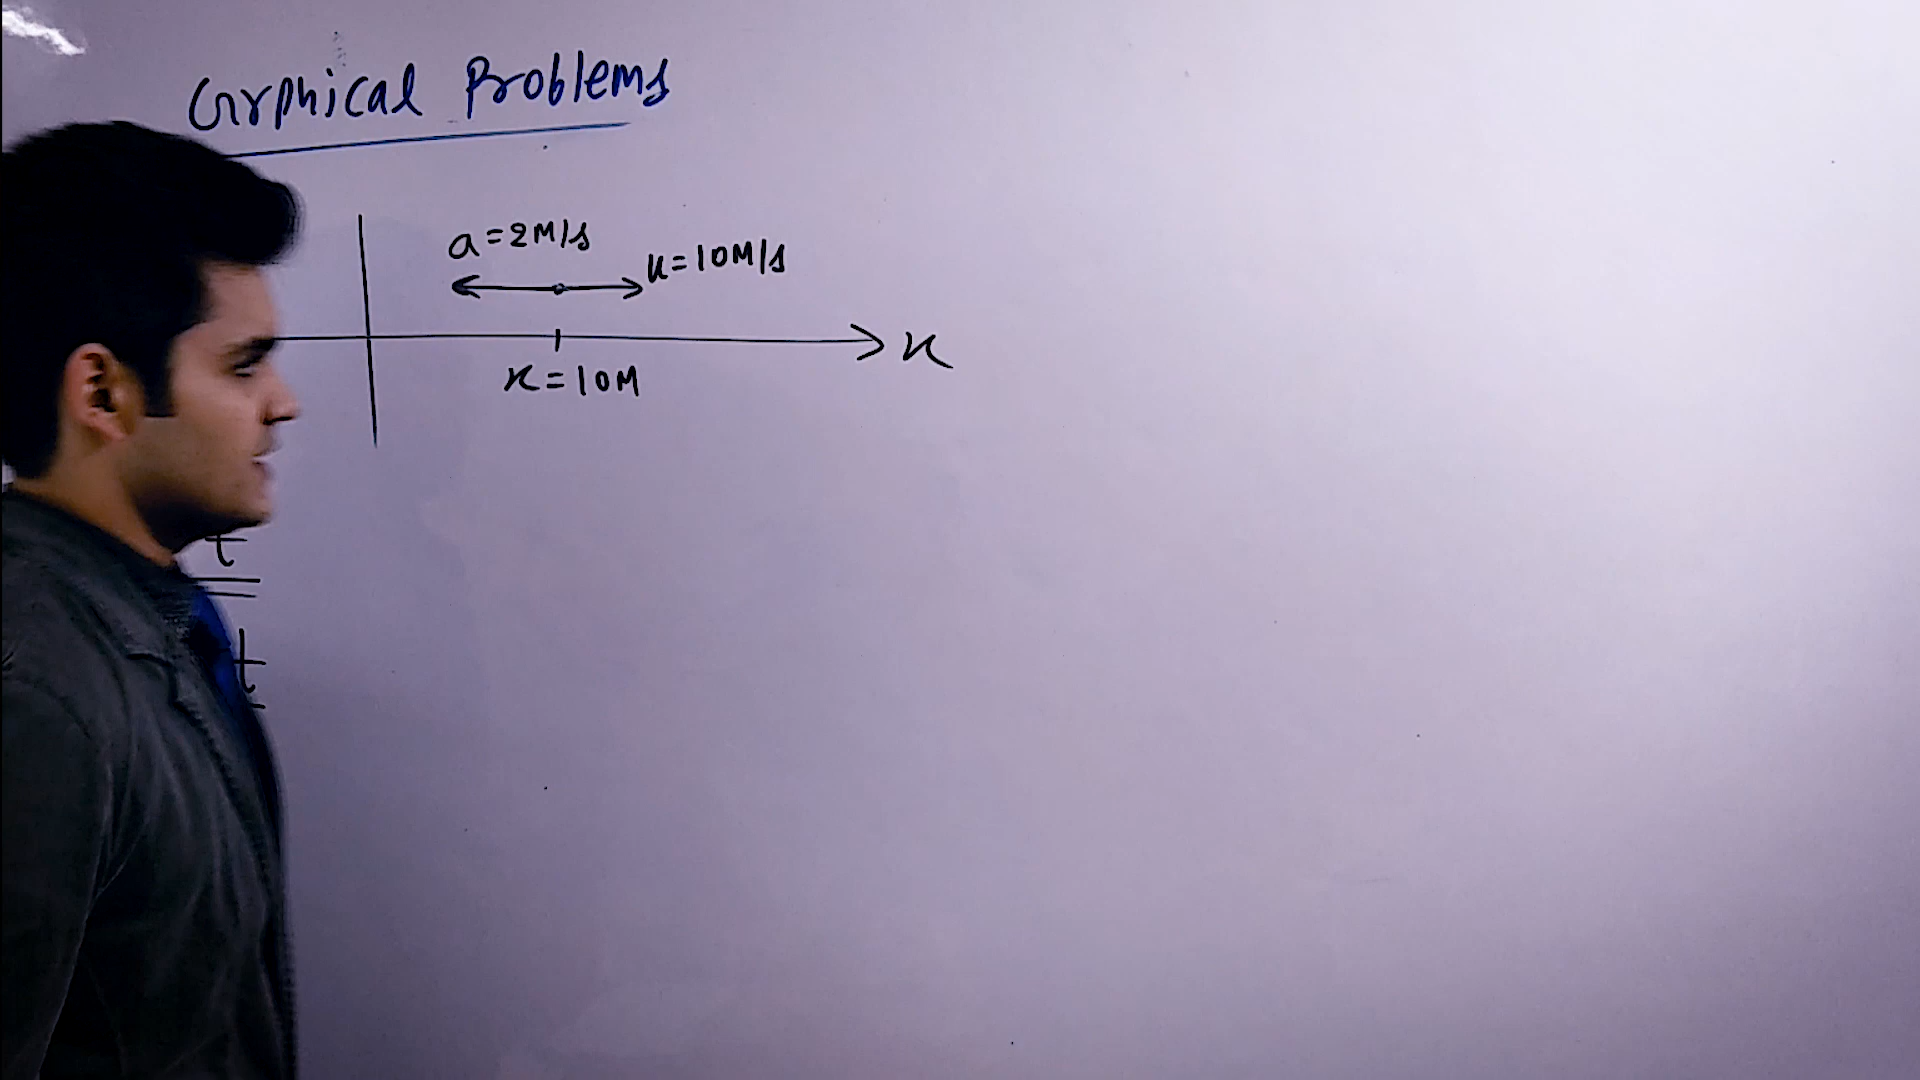 Grphical Problems
a=2M/s
u=10M/s
x
x=10M
t
t